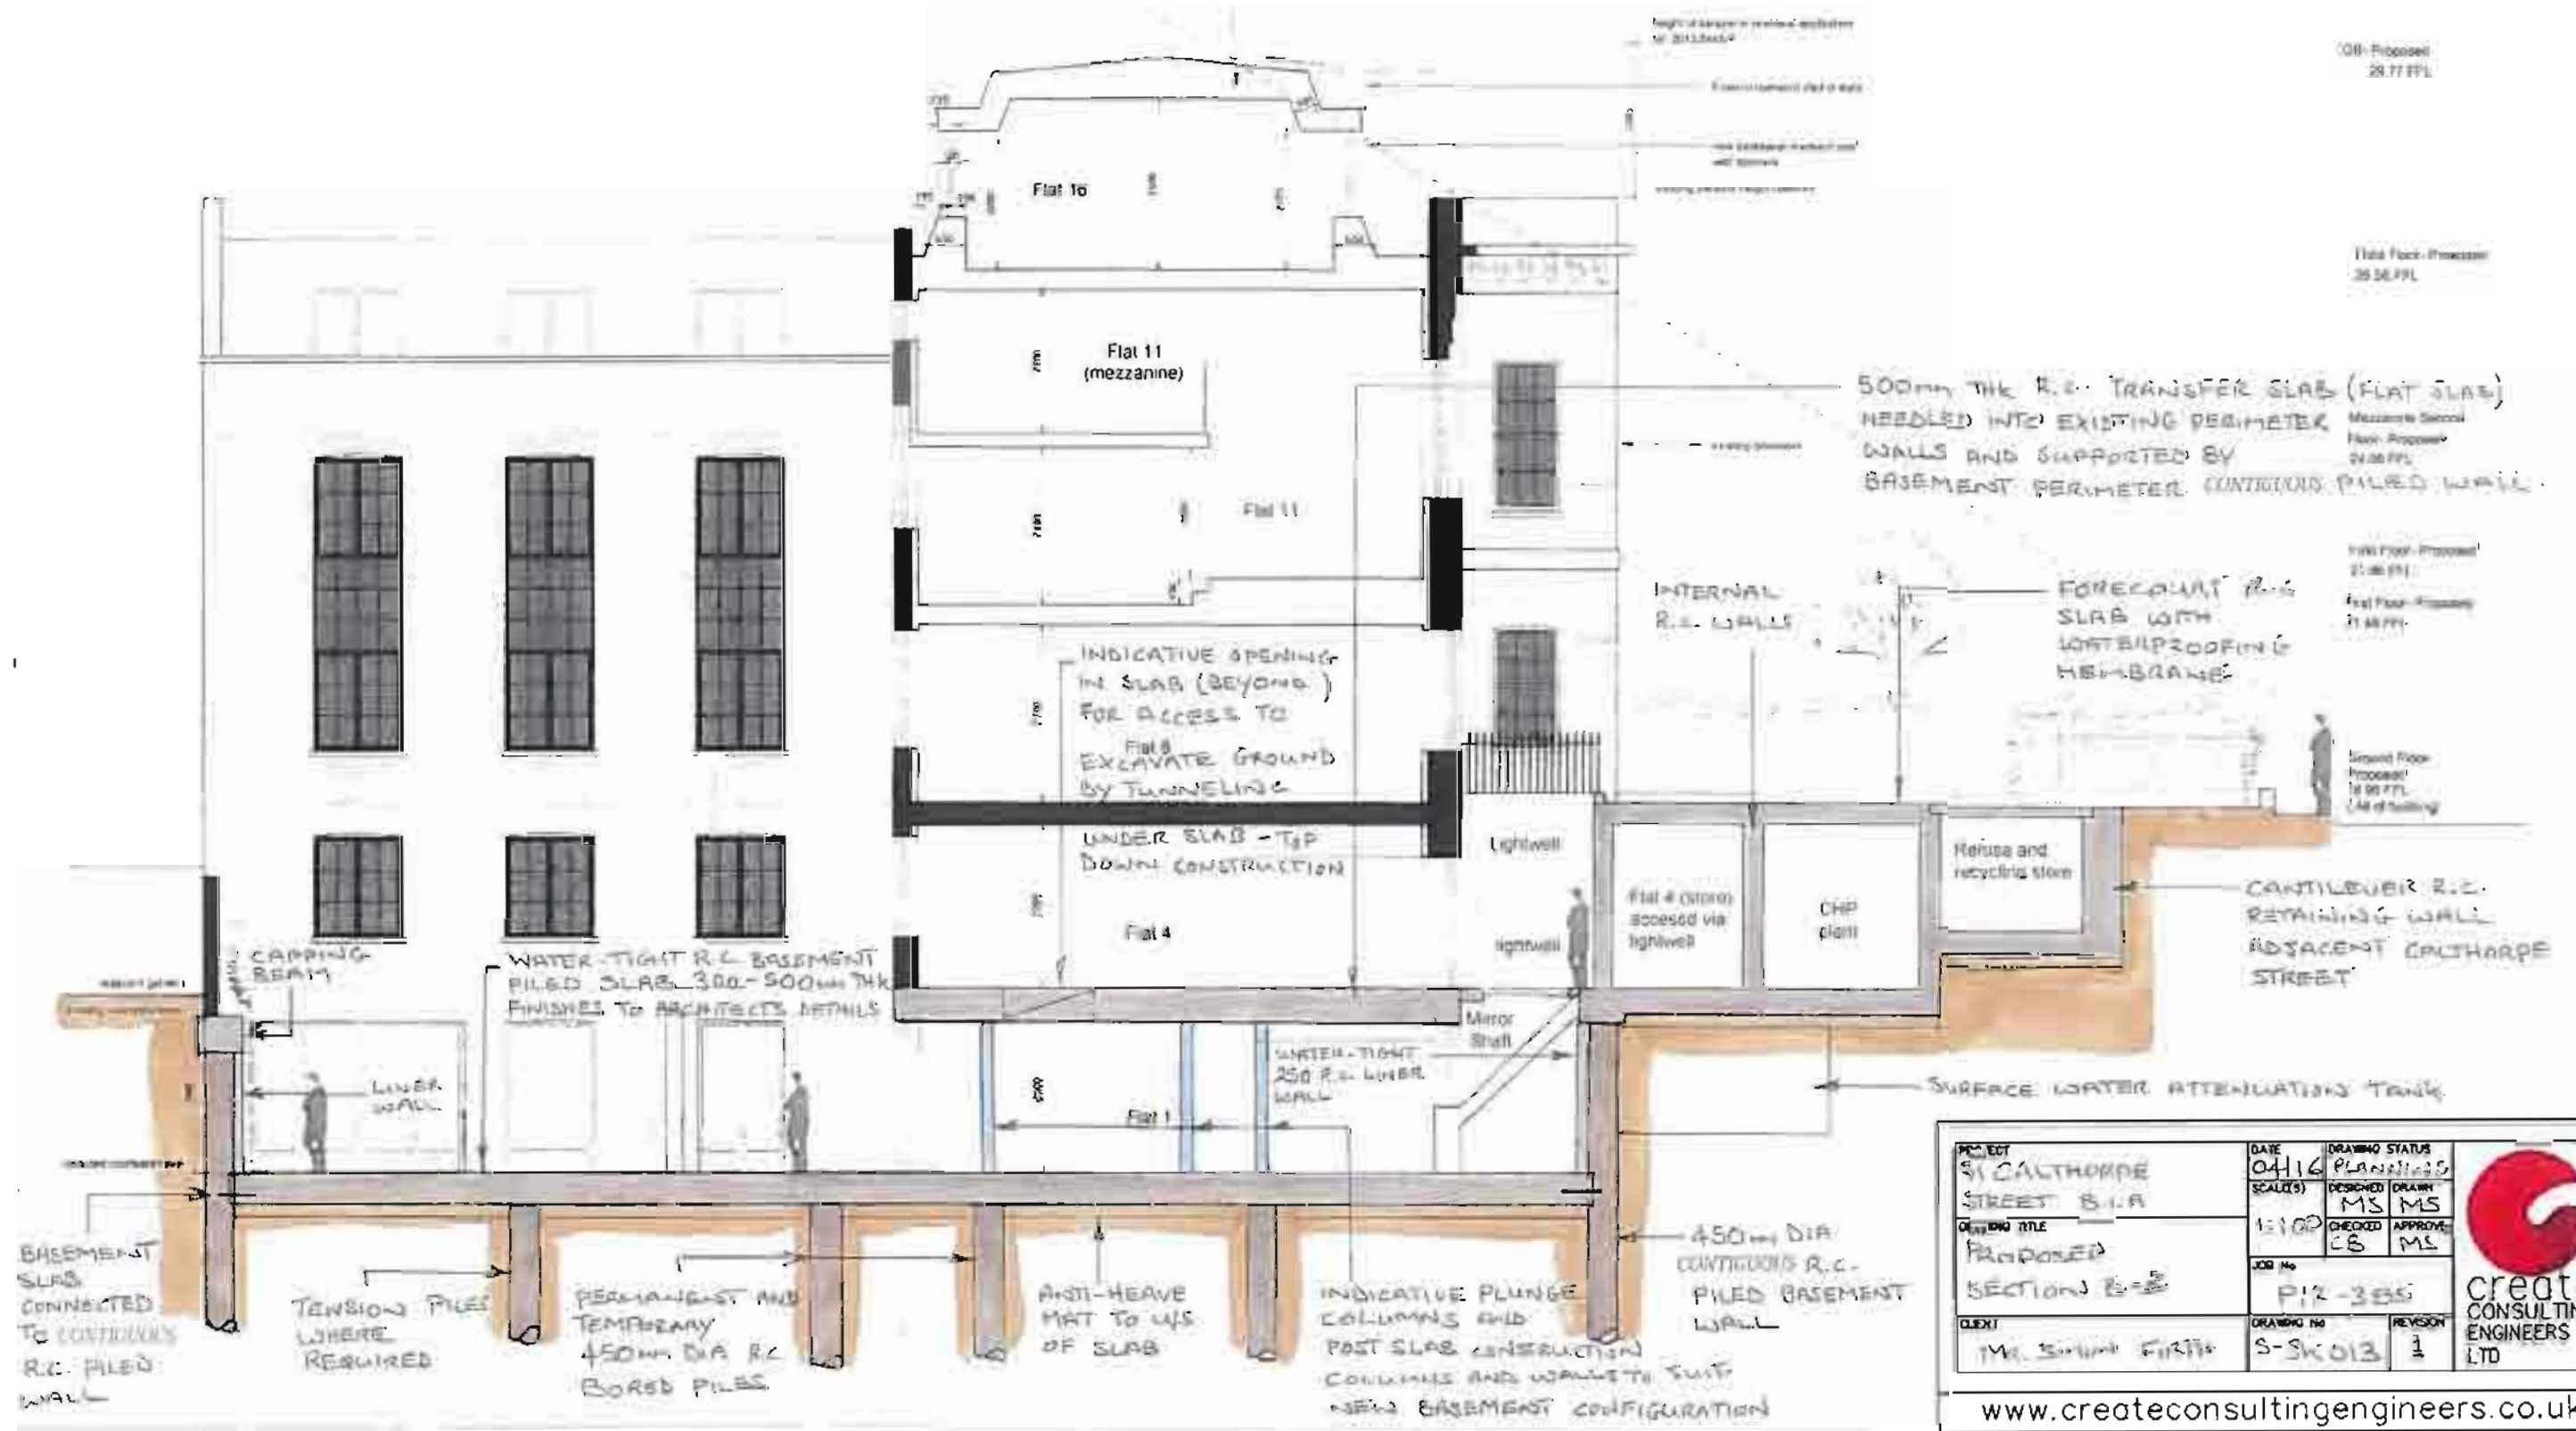 Flat 16
Flat 11
(mezzanine)
Flat 11
500mm THK R.C. TRANSFER SLAB (FLAT SLAB)
NEEDLED INTO EXISTING PERIMETER
WALLS AND SUPPORTED BY
BASEMENT PERIMETER CONTIGUOUS PILED WALL.
INTERNAL
R.C. WALLS
FORECOURT R.C
SLAB WITH
WATERPROOFING
MEMBRANE
INDICATIVE OPENING
IN SLAB (BEYOND)
FOR ACCESS TO
EXCAVATE GROUND
BY TUNNELING
UNDER SLAB - TOP
DOWN CONSTRUCTION
Flat 4
Lightwell
lightwell
Flat 4 (store)
accessed via
lightwell
CHP
plant
Refuse and
recycling store
Ground Floor
Proposed
CANTILEVER R.C.
RETAINING WALL
ADJACENT CALTHORPE
STREET
CAPPING
BEAM
WATER-TIGHT R.C BASEMENT
PILED SLAB 300-500mm THK
FINISHES TO ARCHITECTS DETAILS
LINER
WALL
Mirror
Shaft
WATER-TIGHT
250 R.C. LINER
WALL
Flat 1
SURFACE WATER ATTENUATION TANK
BASEMENT
SLAB
CONNECTED
TO CONTIGUOUS
R.C. PILED
WALL
TENSION PILES
WHERE
REQUIRED
PERMANENT AND
TEMPORARY
450mm DIA R.C
BORED PILES
ANTI-HEAVE
MAT TO U/S
OF SLAB
INDICATIVE PLUNGE
COLUMNS AND
POST SLAB CONSTRUCTION
COLUMNS AND WALLS TO SUIT
NEW BASEMENT CONFIGURATION
450mm DIA
CONTIGUOUS R.C.
PILED BASEMENT
WALL
PROJECT
51 CALTHORPE
STREET B.I.A
DATE
04/16
DRAWING STATUS
PLANNING
SCALE(S)
1:100
DESIGNED
MS
DRAWN
MS
CHECKED
CB
APPROVE
MS
DRAWING TITLE
PROPOSED
SECTION B-B
JOB No
P12-385
CLIENT
DRAWING No
S-SK013
REVISION
1
creat
CONSULTIN
ENGINEERS
LTD
www.createconsultingengineers.co.uk